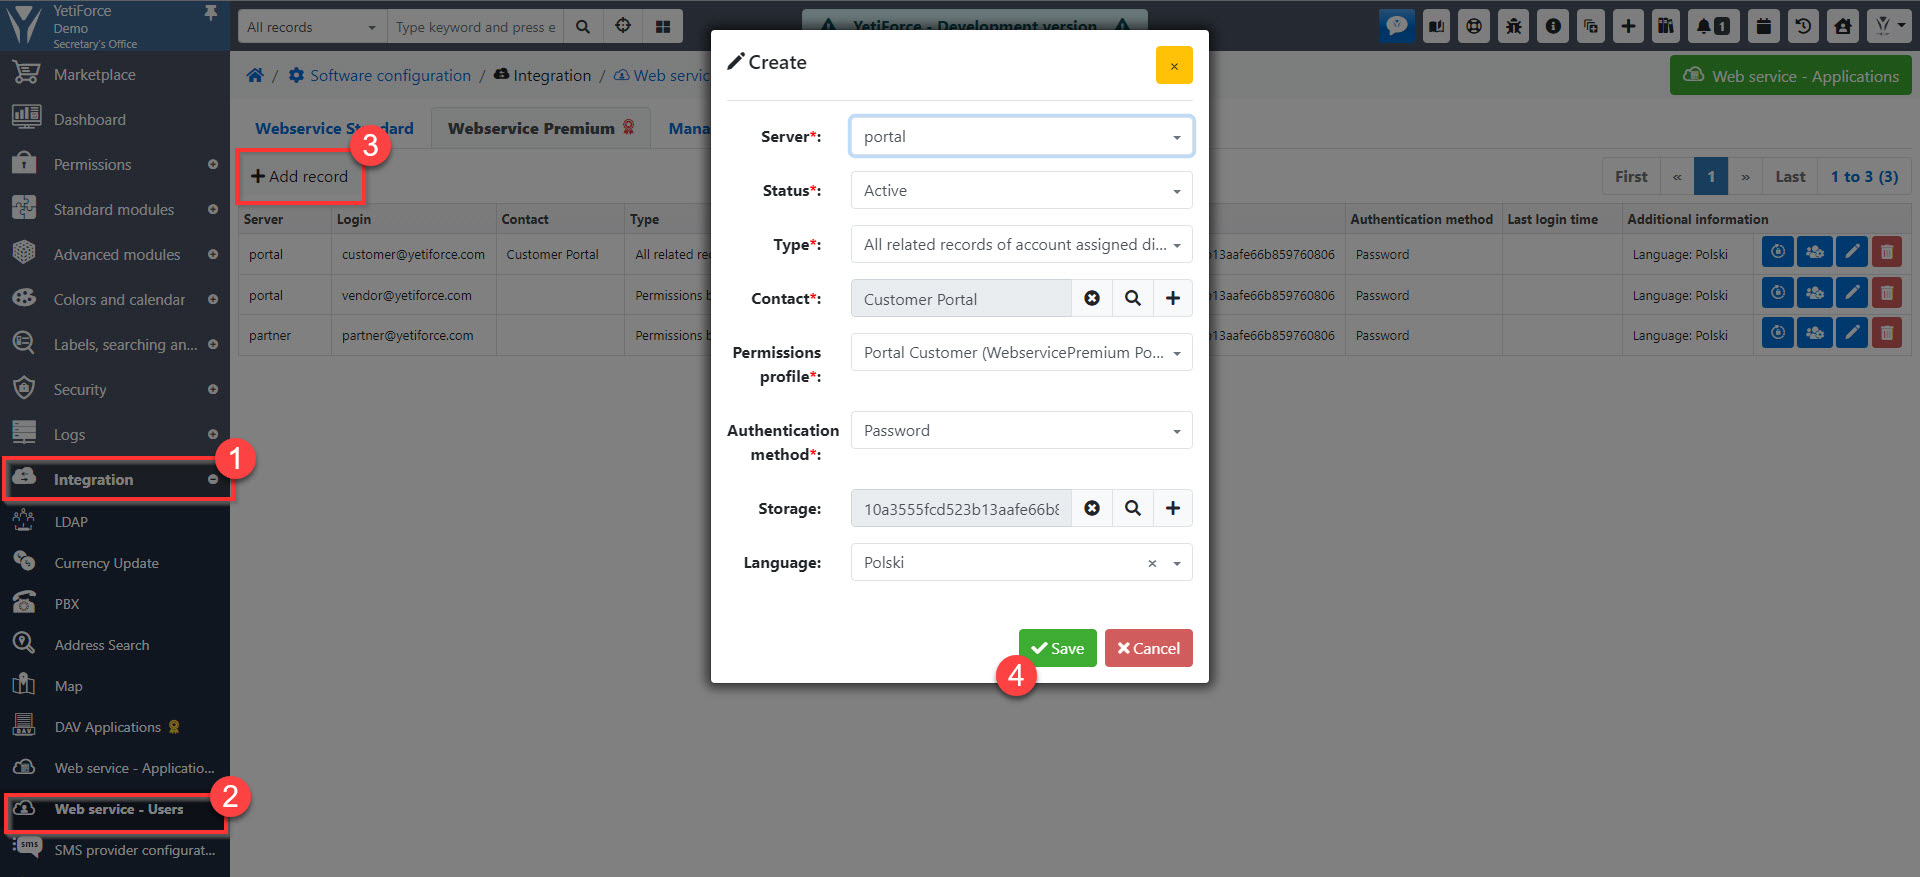 YetiForce
Demo
Secretary's Office
All records
Type keyword and press e
YetiForce - Development version
1
Marketplace
Dashboard
Permissions
Standard modules
Advanced modules
Colors and calendar
Labels, searching an...
Security
Logs
Integration
1
LDAP
Currency Update
PBX
Address Search
Map
DAV
DAV Applications
Web service - Applicatio...
Web service - Users
2
sms
SMS provider configurat...
/ Software configuration / Integration / Web servic
Web service - Applications
Webservice Standard
Webservice Premium
Mana
3
Add record
First « 1 » Last 1 to 3 (3)
Server Login Contact Type Authentication method Last login time Additional information
portal customer@yetiforce.com Customer Portal All related re 13aafe66b859760806 Password Language: Polski
portal vendor@yetiforce.com Permissions b 13aafe66b859760806 Password Language: Polski
partner partner@yetiforce.com Permissions b 13aafe66b859760806 Password Language: Polski
Create
×
Server*: portal
Status*: Active
Type*: All related records of account assigned di...
Contact*: Customer Portal
Permissions profile*: Portal Customer (WebservicePremium Po...
Authentication method*: Password
Storage: 10a3555fcd523b13aafe66b8
Language: Polski ×
Save
Cancel
4